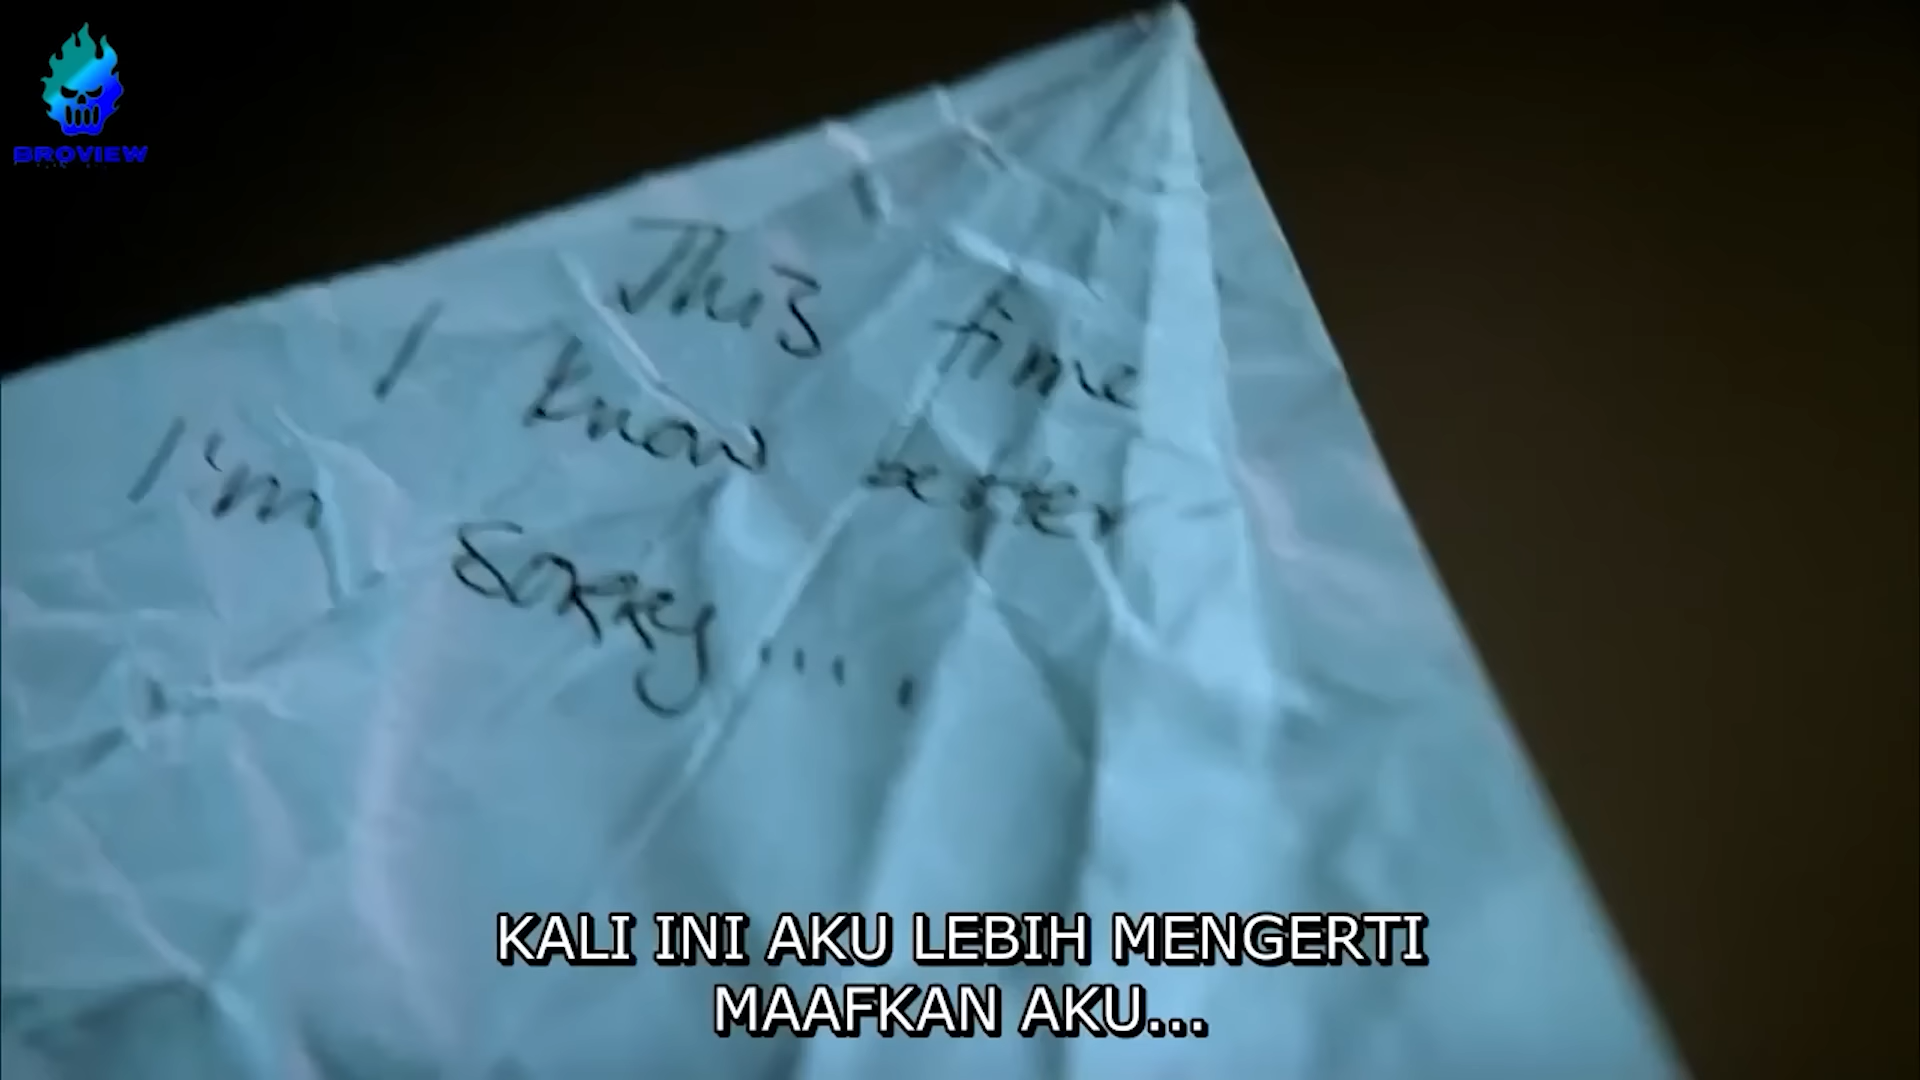 BROVIEW
This time
I know better
I'm sorry....
KALI INI AKU LEBIH MENGERTI
MAAFKAN AKU...